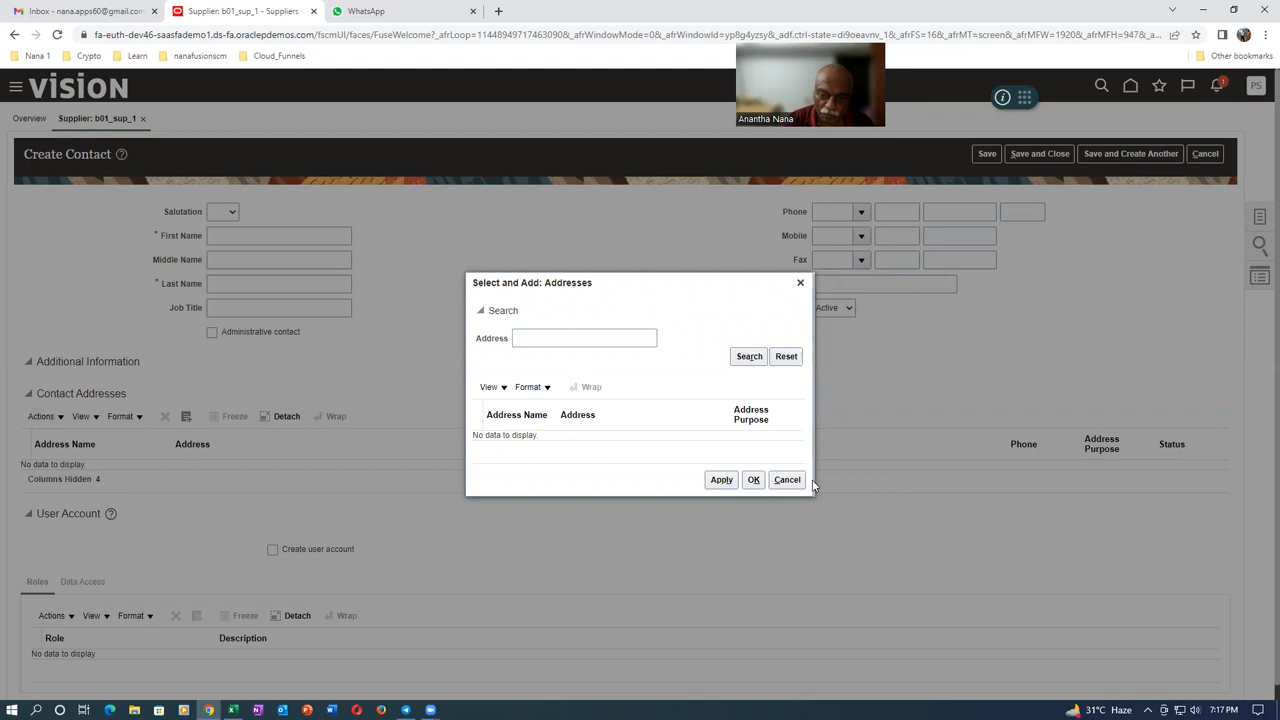 Inbox - nana.apps60@gmail.com
Supplier: b01_sup_1 - Suppliers -
WhatsApp
fa-euth-dev46-saasfademo1.ds-fa.oraclepdemos.com/fscmUI/faces/FuseWelcome?_afrLoop=11448949717463090&_afrWindowMode=0&_afrWindowId=yp8g4yzsy&_adf.ctrl-state=di9oeavnv_1&_afrFS=16&_afrMT=screen&_afrMFW=1920&_afrMFH=947&_a...
Nana 1
Crypto
Learn
nanafusionscm
Cloud_Funnels
Other bookmarks
VISION
1
PS
Anantha Nana
Overview
Supplier: b01_sup_1
Create Contact
Save
Save and Close
Save and Create Another
Cancel
Salutation
* First Name
Middle Name
* Last Name
Job Title
Administrative contact
Phone
Mobile
Fax
Active
Additional Information
Contact Addresses
Actions View Format Freeze Detach Wrap
Address Name Address Phone Address Purpose Status
No data to display.
Columns Hidden 4
User Account
Create user account
Roles Data Access
Actions View Format Freeze Detach Wrap
Role Description
No data to display.
Select and Add: Addresses
Search
Address
Search Reset
View Format Wrap
Address Name Address Address Purpose
No data to display.
Apply OK Cancel
31°C Haze
7:17 PM